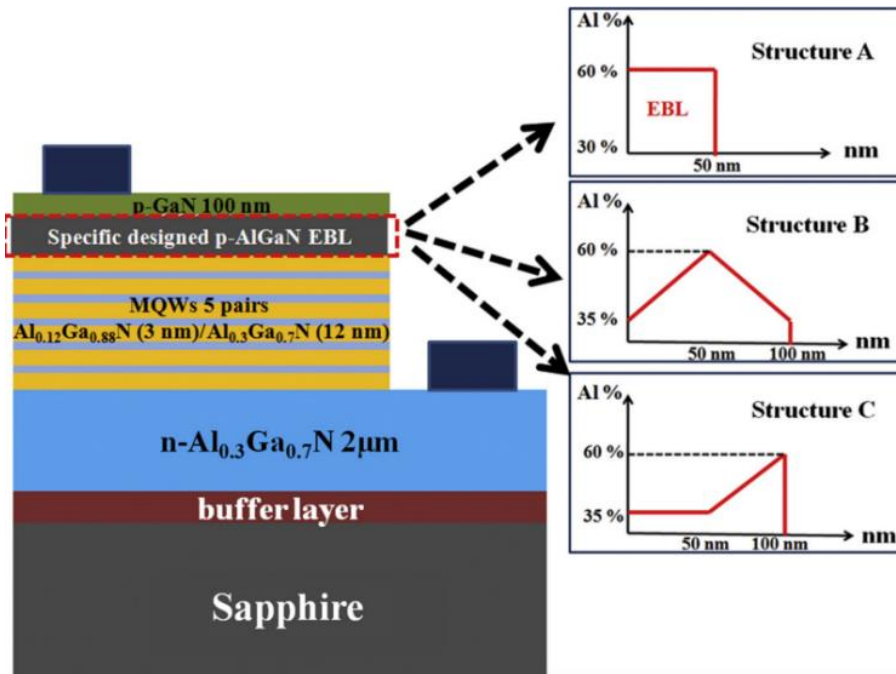 p-GaN 100 nm
Specific designed p-AlGaN EBL
MQWs 5 pairs
Al0.12Ga0.88N (3 nm)/Al0.3Ga0.7N (12 nm)
n-Al0.3Ga0.7N 2μm
buffer layer
Sapphire
Al%
Structure A
60 %
EBL
30 %
50 nm
nm
Al%
Structure B
60 %
35 %
50 nm
100 nm
nm
Al%
Structure C
60 %
35 %
50 nm
100 nm
nm